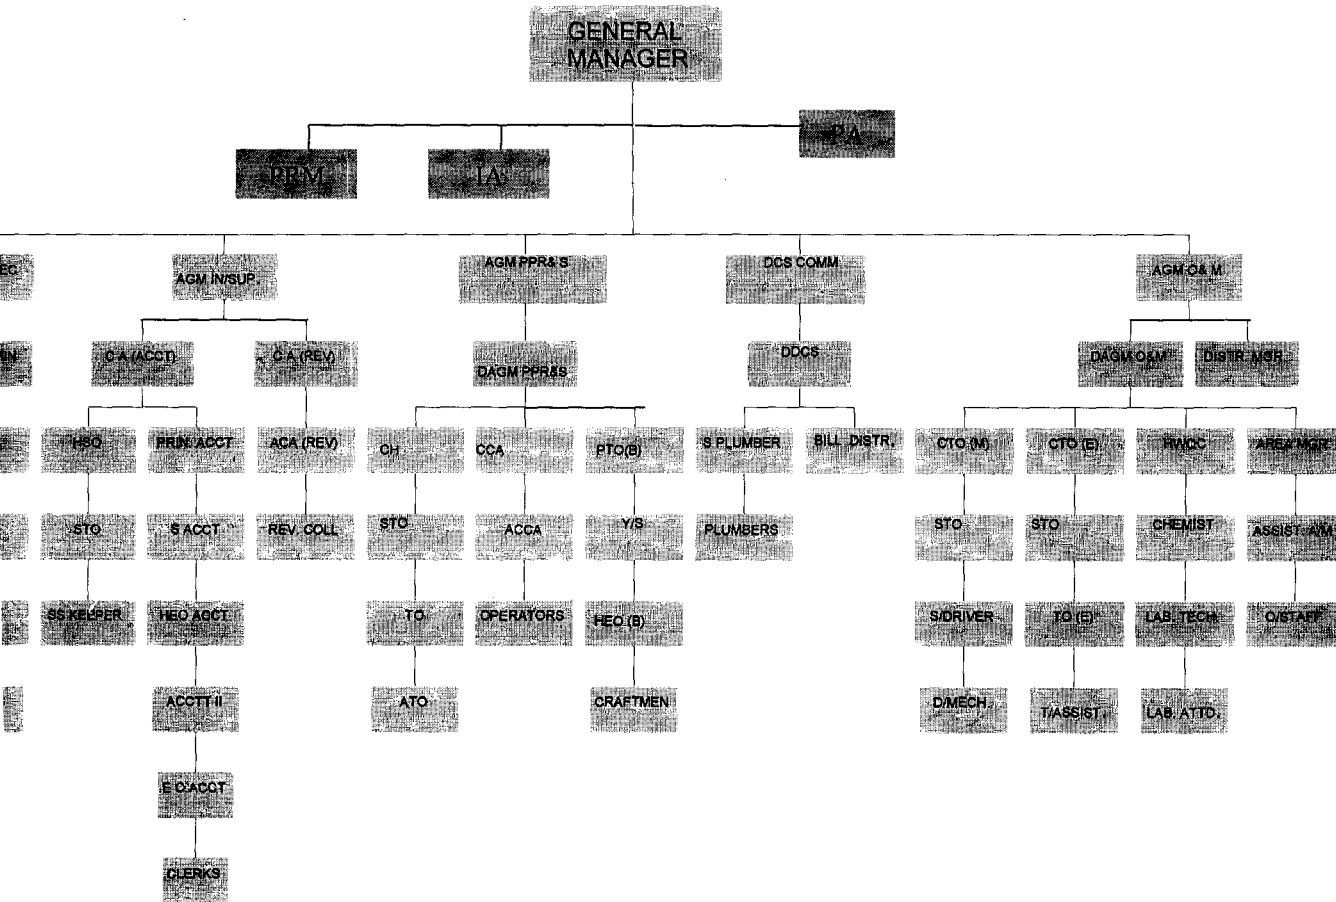 GENERAL
MANAGER
PA
PRM
IA
EC
AGM IN/SUP.
AGM PPR& S
DCS COMM
AGM O& M
C A (ACCT)
C A (REV)
DAGM PPR&S
DDCS
DAGM O&M
DISTR. MGR.
HSO
PRIN. ACCT
ACA (REV)
CH
CCA
PTO(B)
S PLUMBER
BILL DISTR.
CTO (M)
CTO (E)
HWCC
AREA MGR.
STO
S ACCT
REV. COLL
STO
ACCA
Y/S
PLUMBERS
STO
STO
CHEMIST
ASSIST. A/M
SS KEEPER
HEO ACCT
TO
OPERATORS
HEO (B)
S/DRIVER
TO (E)
LAB. TECH.
O/STAFF
ACCTT II
ATO
CRAFTMEN
D/MECH.
T/ASSIST.
LAB. ATTD.
E O ACCT
CLERKS